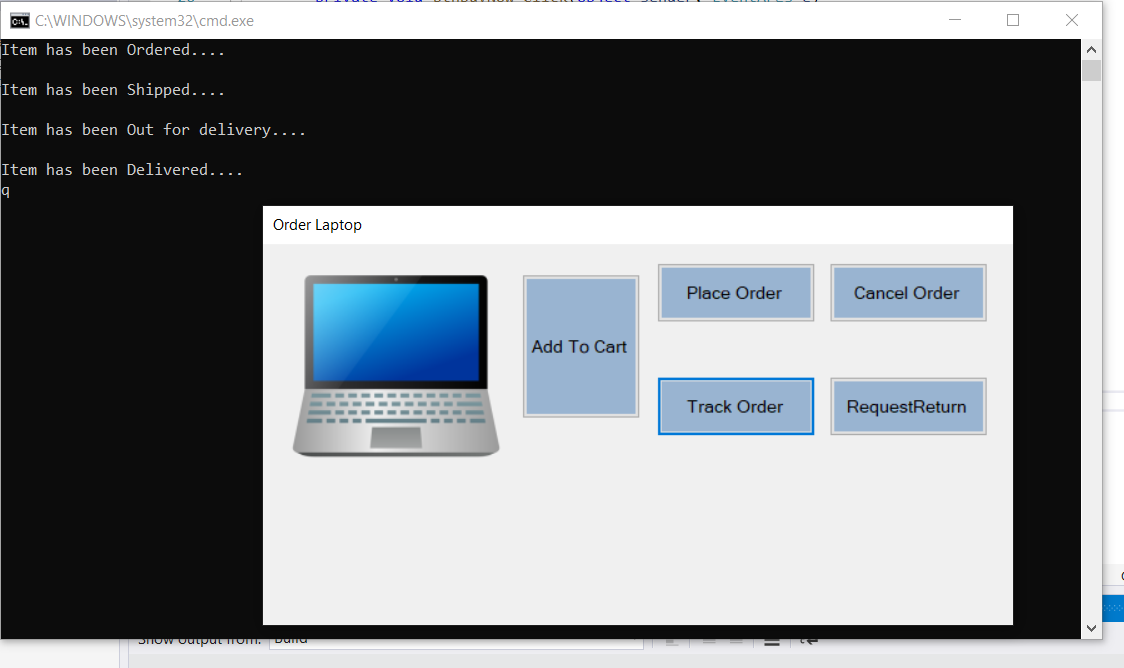 C:\WINDOWS\system32\cmd.exe
Item has been Ordered....
Item has been Shipped....
Item has been Out for delivery....
Item has been Delivered....
q
Order Laptop
Add To Cart
Place Order
Cancel Order
Track Order
RequestReturn
Show output from:
Build